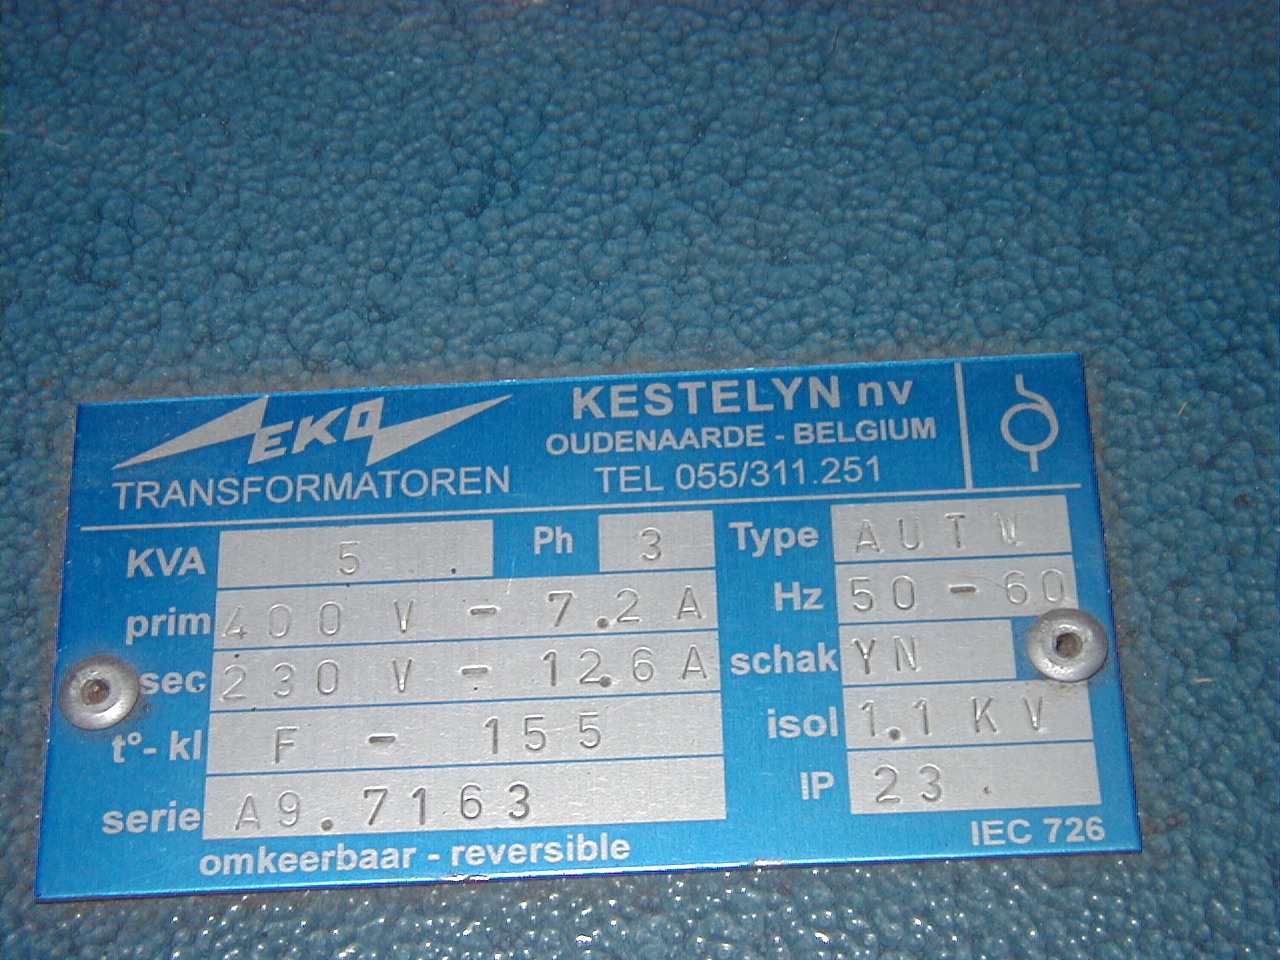 EKO
TRANSFORMATOREN
KESTELYN nv
OUDENAARDE - BELGIUM
TEL 055/311.251
KVA 5 Ph 3 Type AUTN
prim 400 V - 7.2 A Hz 50 - 60
sec 230 V - 12.6 A schak YN
t°- kl F - 155 isol 1.1 KV
serie A9.7163 IP 23.
omkeerbaar - reversible IEC 726